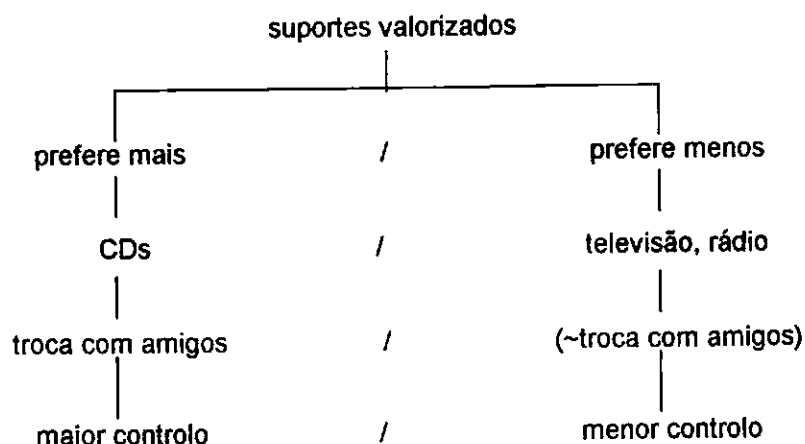 suportes valorizados
prefere mais / prefere menos
CDs / televisão, rádio
troca com amigos / (~troca com amigos)
maior controlo / menor controlo